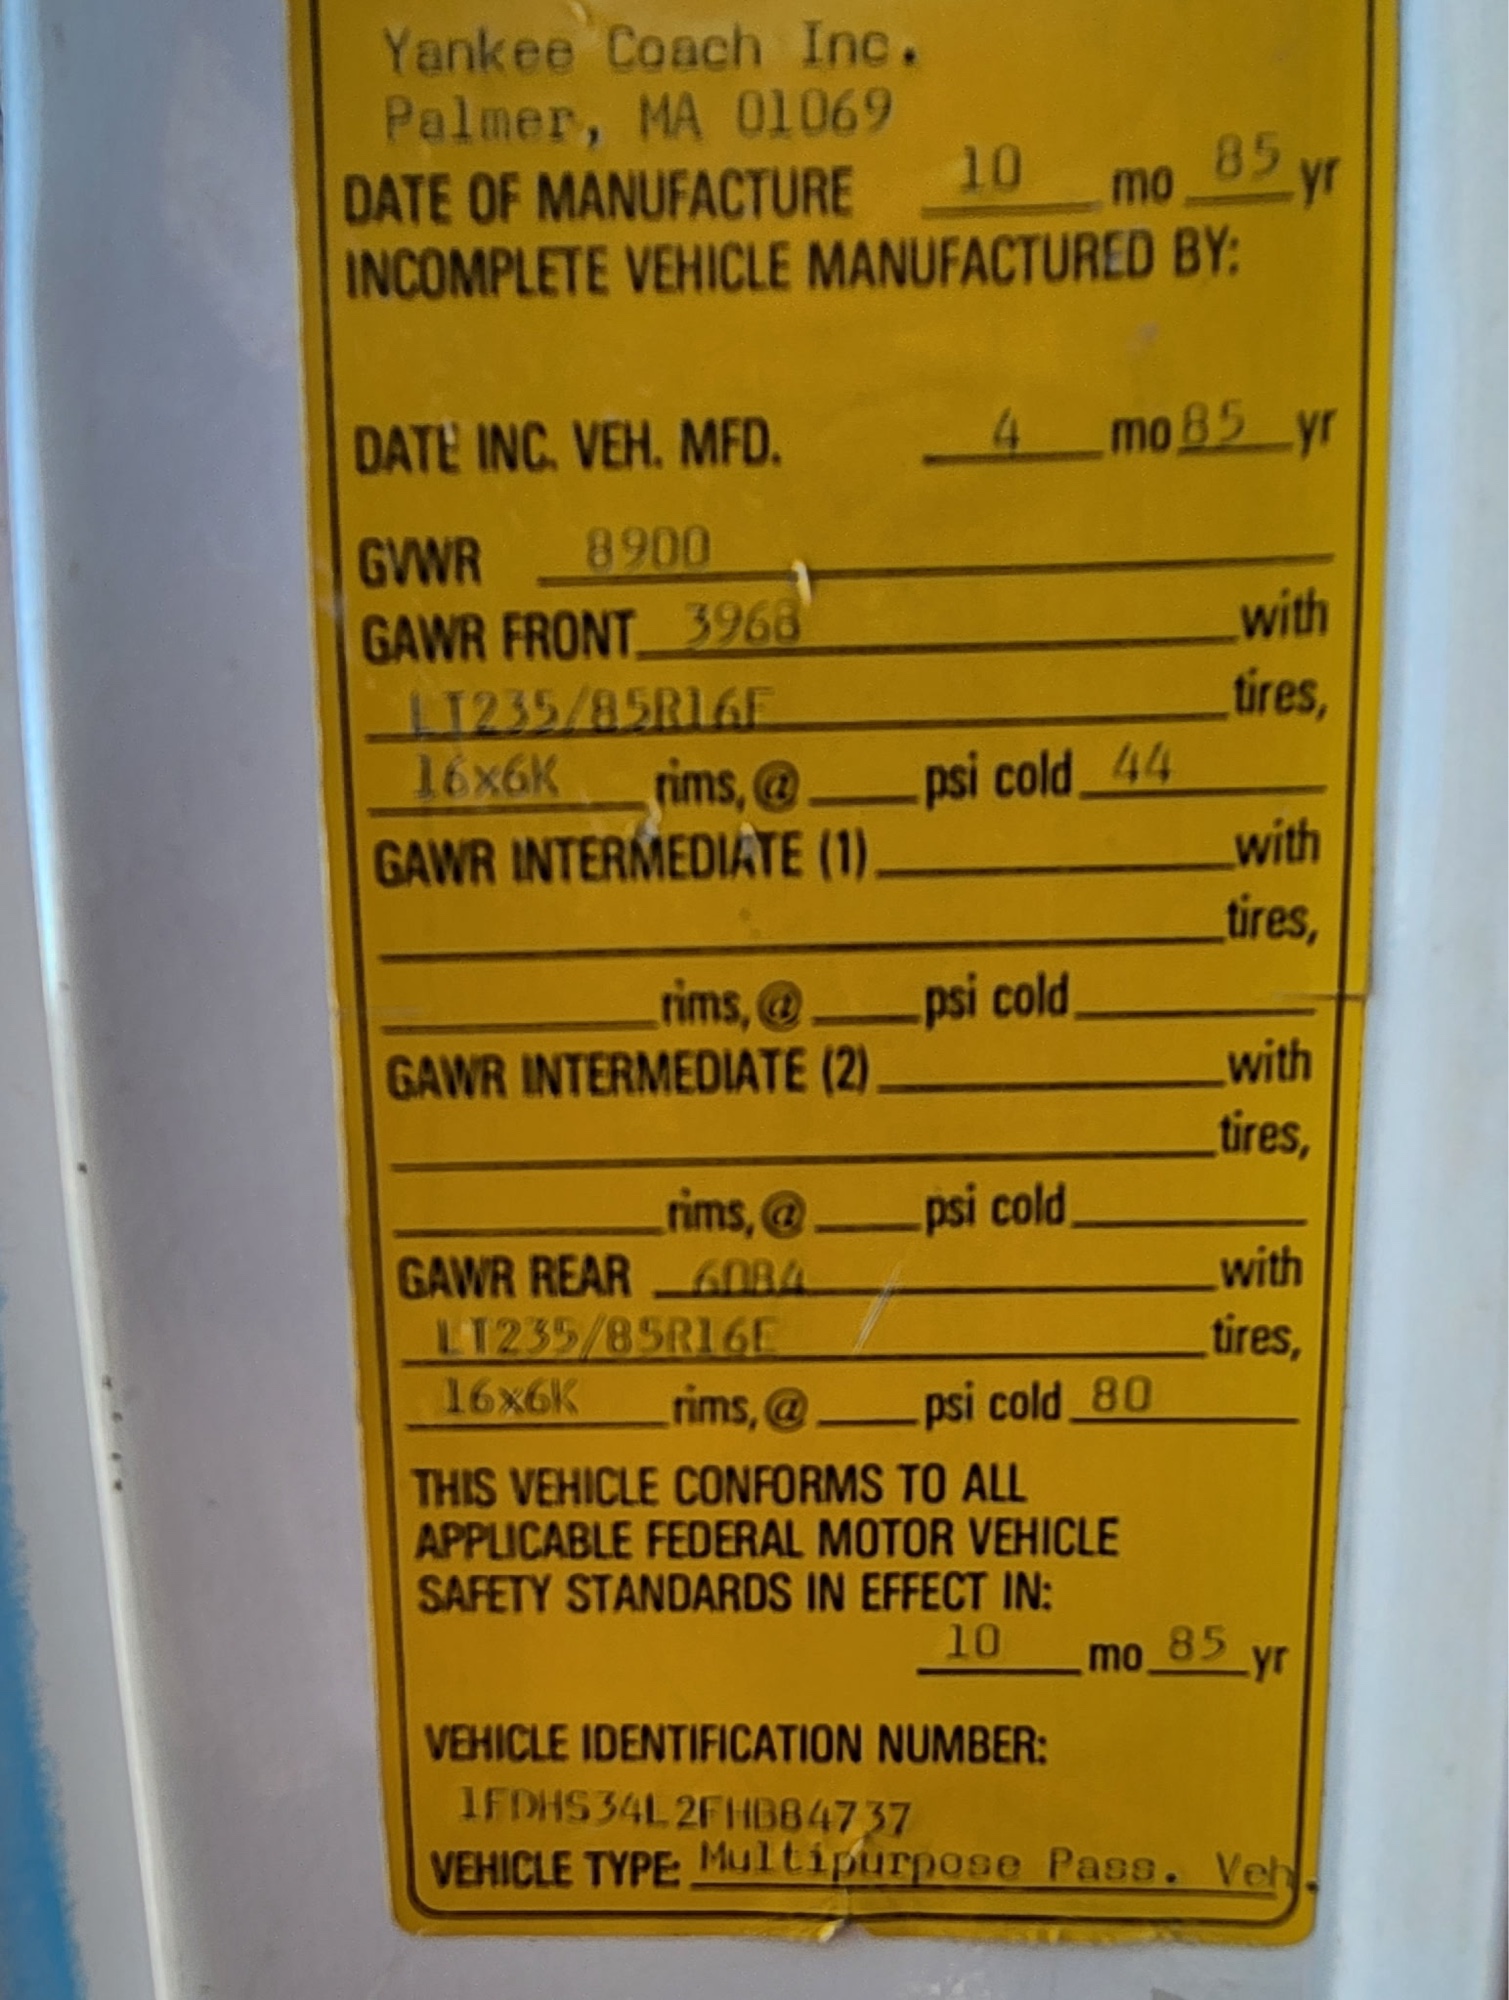 Yankee Coach Inc.
Palmer, MA 01069
DATE OF MANUFACTURE 10 mo 85 yr
INCOMPLETE VEHICLE MANUFACTURED BY:
DATE INC. VEH. MFD. 4 mo 85 yr
GVWR 8900
GAWR FRONT 3968 with
LT235/85R16E tires,
16x6K rims, @ psi cold 44
GAWR INTERMEDIATE (1) with
tires,
rims, @ psi cold
GAWR INTERMEDIATE (2) with
tires,
rims, @ psi cold
GAWR REAR 6084 with
LT235/85R16E tires,
16x6K rims, @ psi cold 80
THIS VEHICLE CONFORMS TO ALL
APPLICABLE FEDERAL MOTOR VEHICLE
SAFETY STANDARDS IN EFFECT IN:
10 mo 85 yr
VEHICLE IDENTIFICATION NUMBER:
1FDHS34L2FHB84737
VEHICLE TYPE: Multipurpose Pass. Veh.